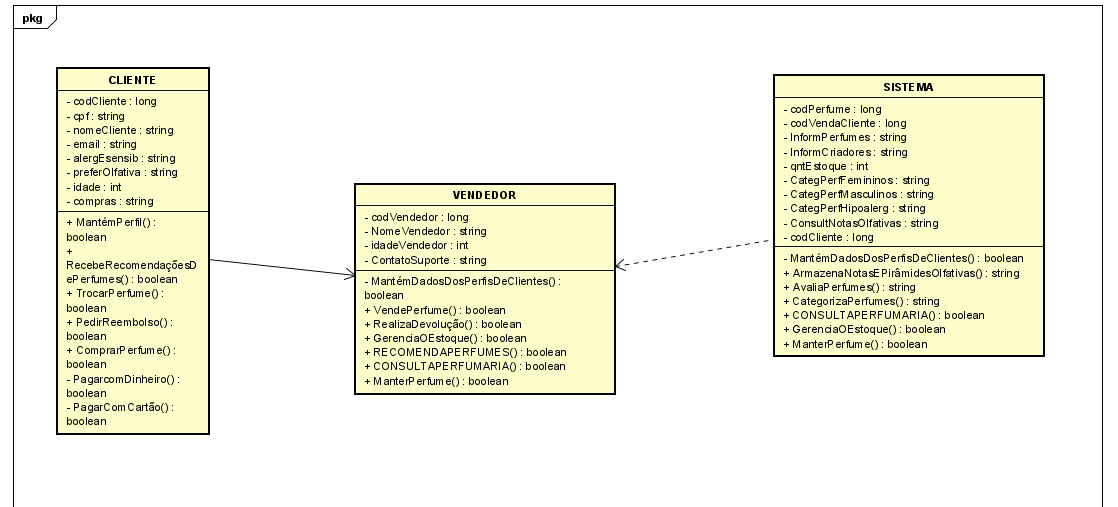 pkg
CLIENTE
- codCliente : long
- cpf : string
- nomeCliente : string
- email : string
- alergEsensib : string
- preferOlfativa : string
- idade : int
- compras : string
+ MantémPerfil() :
boolean
+
RecebeRecomendaçõesD
ePerfumes() : boolean
+ TrocarPerfume() :
boolean
+ PedirReembolso() :
boolean
+ ComprarPerfume() :
boolean
- PagarcomDinheiro() :
boolean
- PagarComCartão() :
boolean
VENDEDOR
- codVendedor : long
- NomeVendedor : string
- idadeVendedor : int
- ContatoSuporte : string
- MantémDadosDosPerfisDeClientes() :
boolean
+ VendePerfume() : boolean
+ RealizaDevolução() : boolean
+ GerenciaOEstoque() : boolean
+ RECOMENDAPERFUMES() : boolean
+ CONSULTAPERFUMARIA() : boolean
+ ManterPerfume() : boolean
SISTEMA
- codPerfume : long
- codVendaCliente : long
- InformPerfumes : string
- InformCriadores : string
- qntEstoque : int
- CategPerfFemininos : string
- CategPerfMasculinos : string
- CategPerfHipoalerg : string
- ConsultNotasOlfativas : string
- codCliente : long
- MantémDadosDosPerfisDeClientes() : boolean
+ ArmazenaNotasEPirâmidesOlfativas() : string
+ AvaliaPerfumes() : string
+ CategorizaPerfumes() : string
+ CONSULTAPERFUMARIA() : boolean
+ GerenciaOEstoque() : boolean
+ ManterPerfume() : boolean